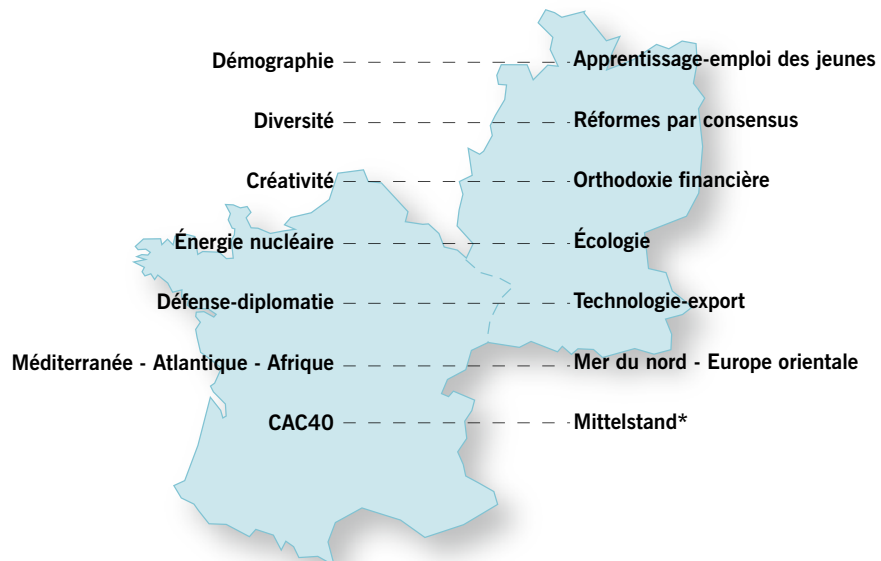 Démographie Apprentissage-emploi des jeunes
Diversité Réformes par consensus
Créativité Orthodoxie financière
Énergie nucléaire Écologie
Défense-diplomatie Technologie-export
Méditerranée - Atlantique - Afrique Mer du nord - Europe orientale
CAC40 Mittelstand*